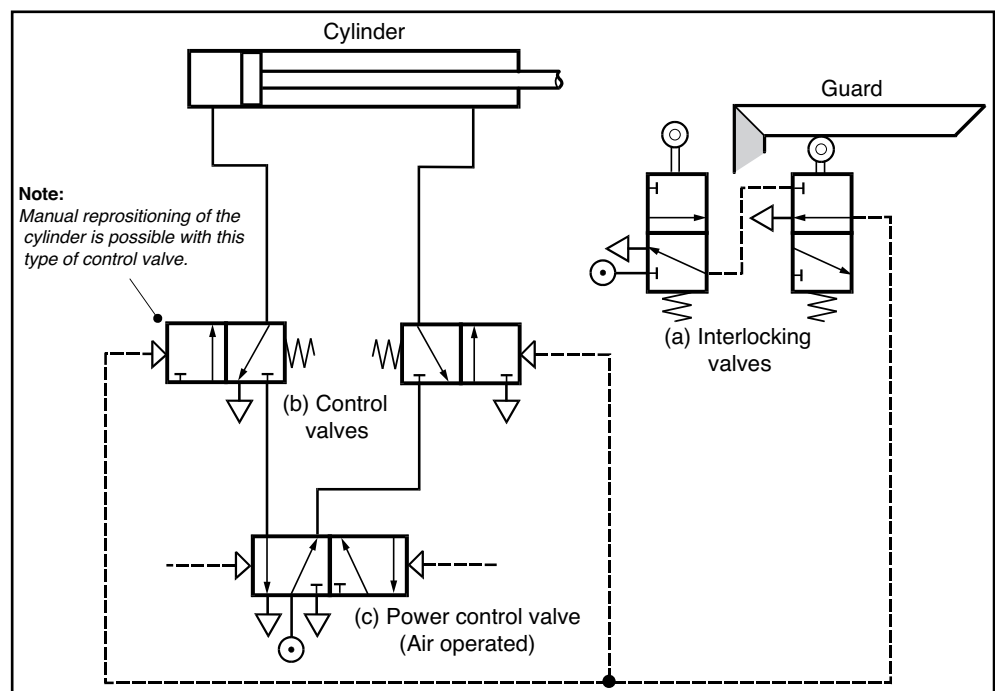 Cylinder
Guard
Note:
Manual reprositioning of the
cylinder is possible with this
type of control valve.
(a) Interlocking
valves
(b) Control
valves
(c) Power control valve
(Air operated)